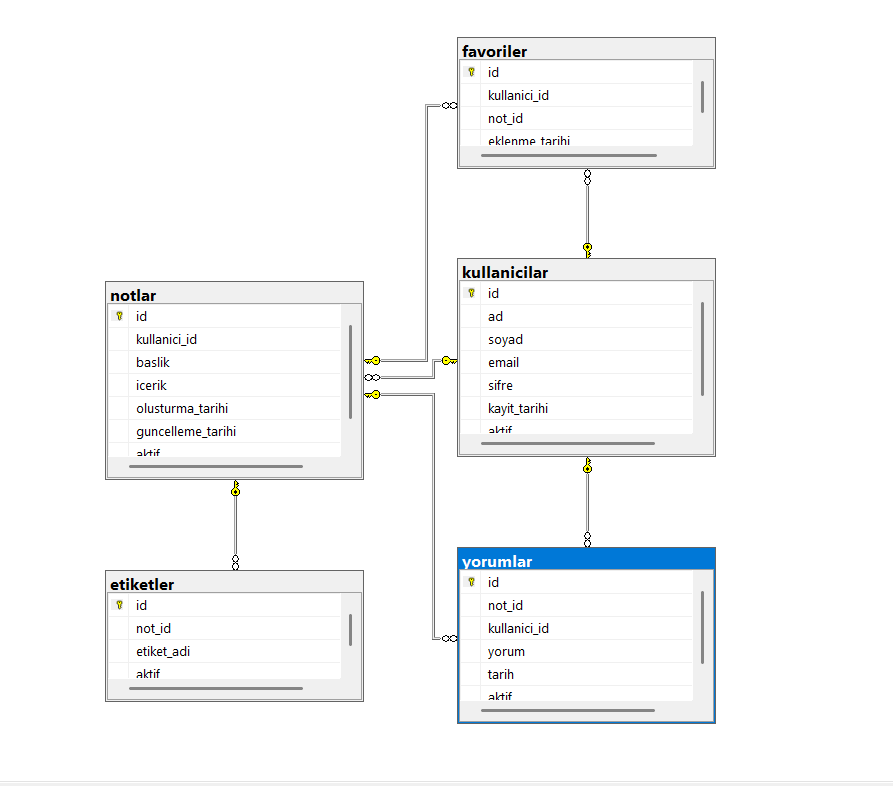 favoriler
id
kullanici_id
not_id
eklenme_tarihi
notlar
id
kullanici_id
baslik
icerik
olusturma_tarihi
guncelleme_tarihi
aktif
kullanicilar
id
ad
soyad
email
sifre
kayit_tarihi
aktif
etiketler
id
not_id
etiket_adi
aktif
yorumlar
id
not_id
kullanici_id
yorum
tarih
aktif